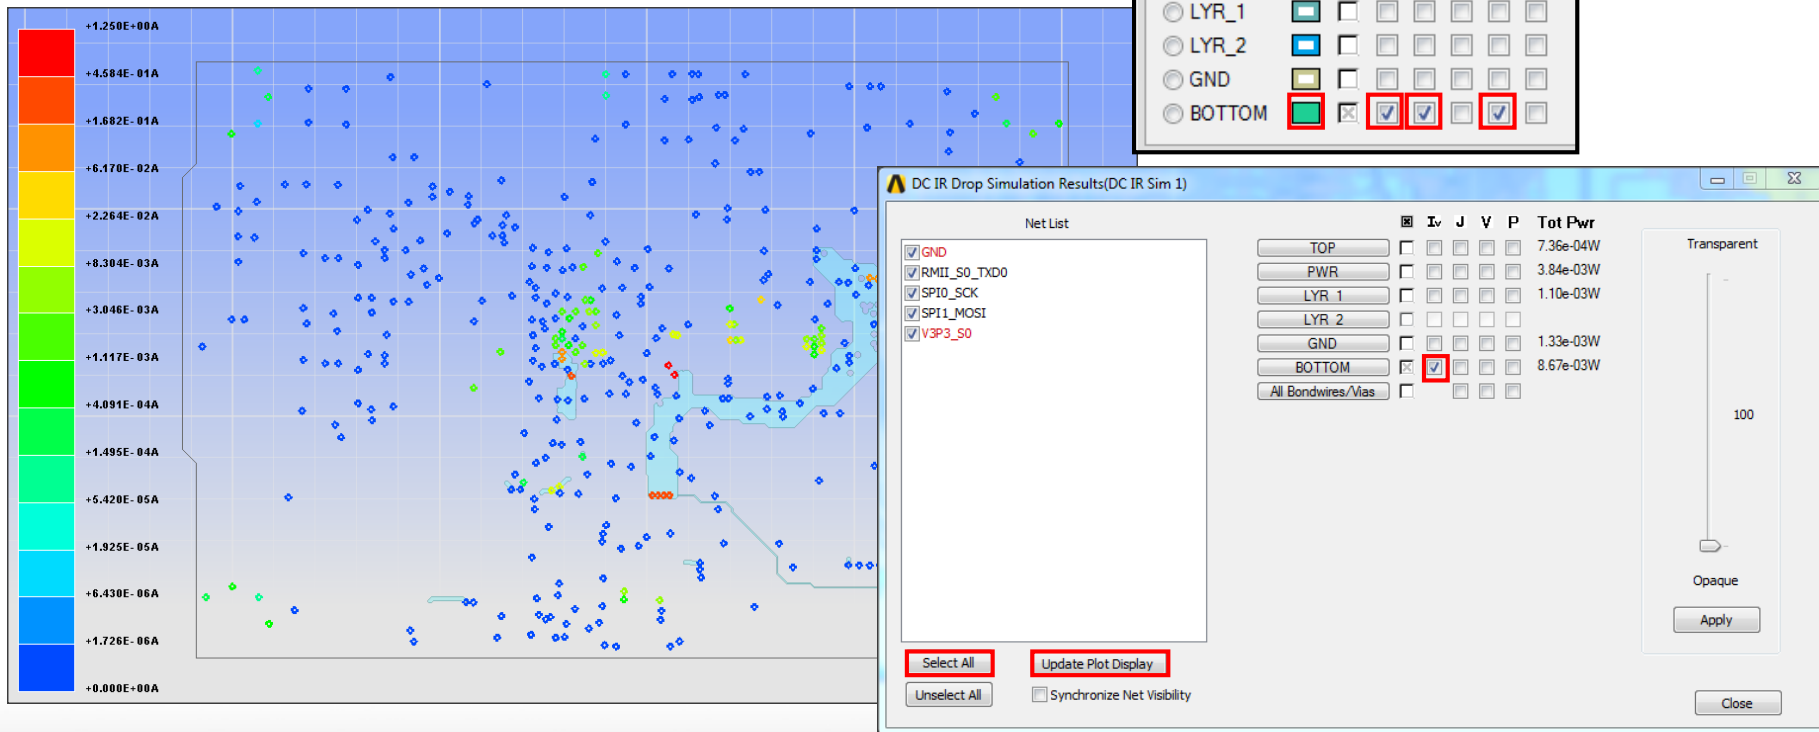 +1.250E+00A
+4.584E-01A
+1.682E-01A
+6.170E-02A
+2.264E-02A
+8.304E-03A
+3.046E-03A
+1.117E-03A
+4.091E-04A
+1.495E-04A
+5.420E-05A
+1.925E-05A
+6.430E-06A
+1.726E-06A
+0.000E+00A
LYR_1
LYR_2
GND
BOTTOM
DC IR Drop Simulation Results(DC IR Sim 1)
Net List
GND
RMII_S0_TXD0
SPI0_SCK
SPI1_MOSI
V3P3_S0
Select All
Update Plot Display
Unselect All
Synchronize Net Visibility
Iv J V P Tot Pwr
TOP 7.36e-04W
PWR 3.84e-03W
LYR 1 1.10e-03W
LYR 2
GND 1.33e-03W
BOTTOM 8.67e-03W
All Bondwires/Vias
Transparent
100
Opaque
Apply
Close